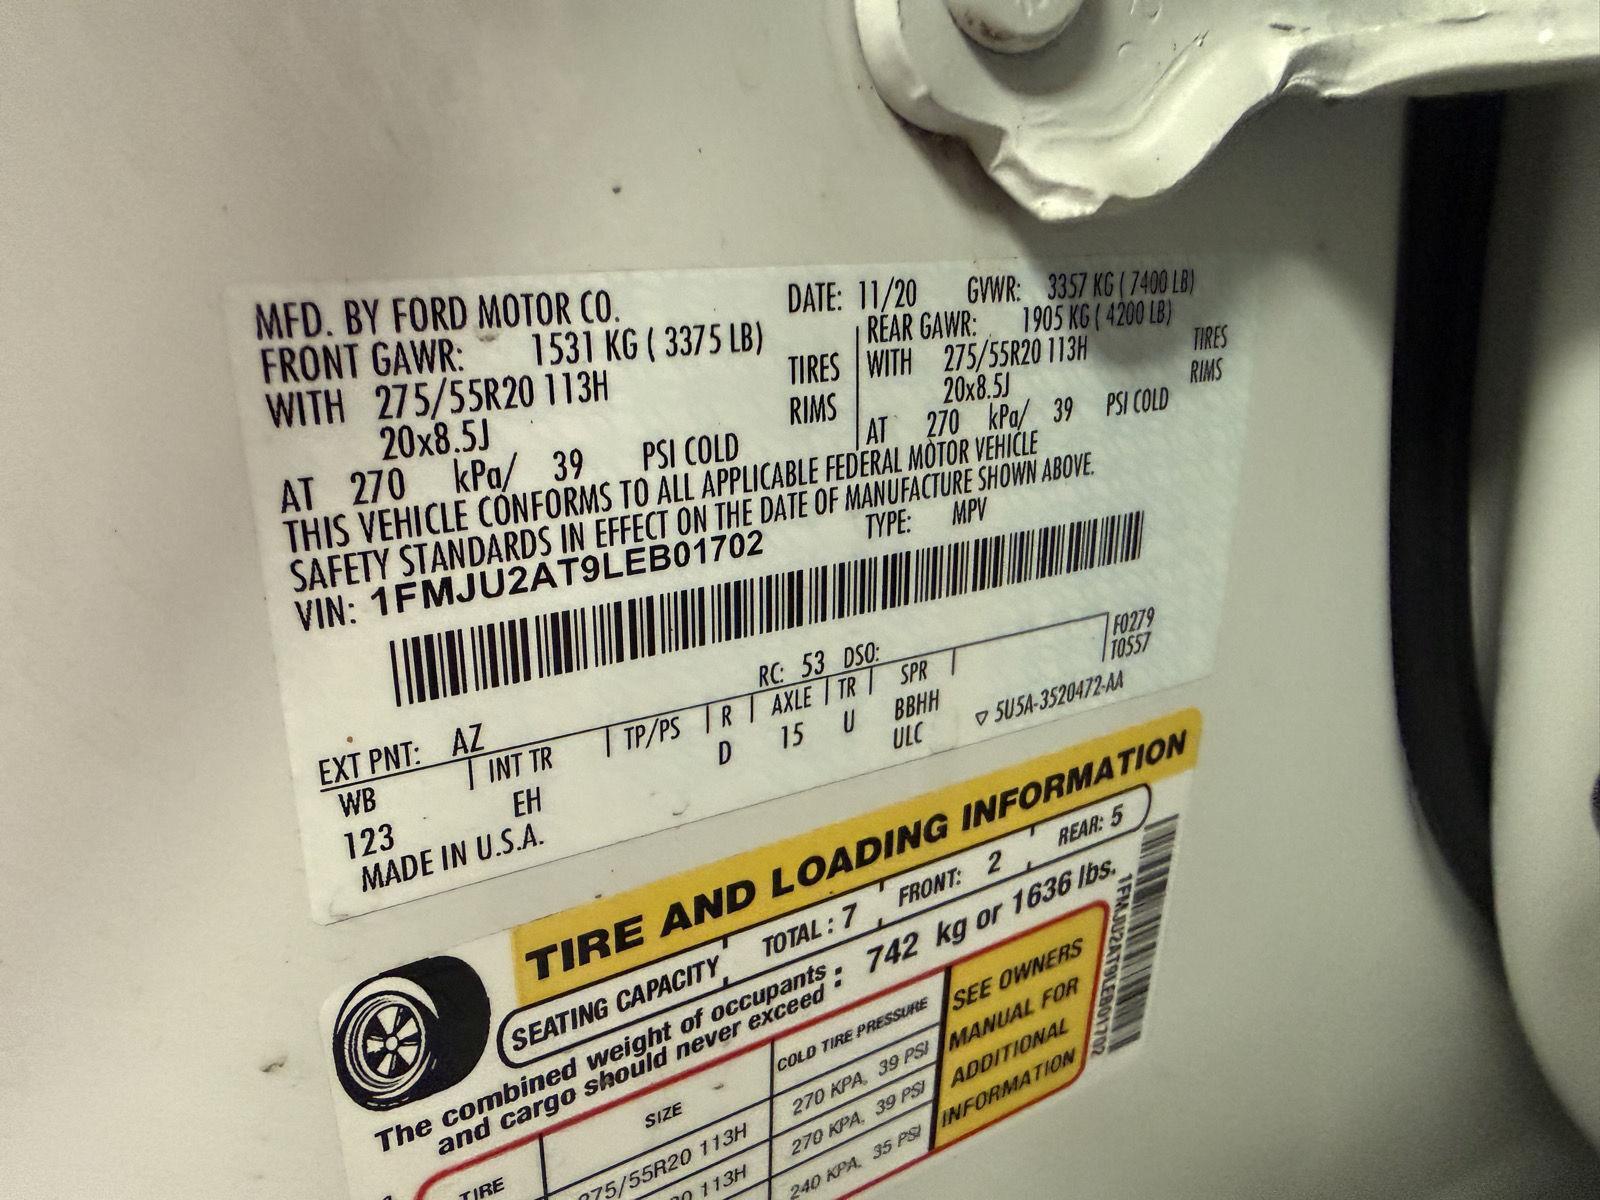 MFD. BY FORD MOTOR CO. DATE: 11/20 GVWR: 3357 KG ( 7400 LB)
FRONT GAWR: 1531 KG ( 3375 LB) REAR GAWR: 1905 KG ( 4200 LB)
WITH 275/55R20 113H TIRES WITH 275/55R20 113H TIRES
20x8.5J RIMS 20x8.5J RIMS
AT 270 kPa/ 39 PSI COLD AT 270 kPa/ 39 PSI COLD
THIS VEHICLE CONFORMS TO ALL APPLICABLE FEDERAL MOTOR VEHICLE
SAFETY STANDARDS IN EFFECT ON THE DATE OF MANUFACTURE SHOWN ABOVE.
VIN: 1FMJU2AT9LEB01702 TYPE: MPV
F0279
EXT PNT: AZ RC: 53 DSO: T0557
WB INT TR TP/PS R AXLE TR SPR
123 EH D 15 U BBHH
ULC
MADE IN U.S.A. ▽ 5U5A-3520472-AA
TIRE AND LOADING INFORMATION
SEATING CAPACITY TOTAL : 7 FRONT: 2 REAR: 5
The combined weight of occupants
and cargo should never exceed : 742 kg or 1636 lbs.
TIRE SIZE COLD TIRE PRESSURE
275/55R20 113H 270 KPA, 39 PSI
113H 270 KPA, 39 PSI
240 KPA, 35 PSI
SEE OWNERS
MANUAL FOR
ADDITIONAL
INFORMATION
1FMJU2AT9LEB01702